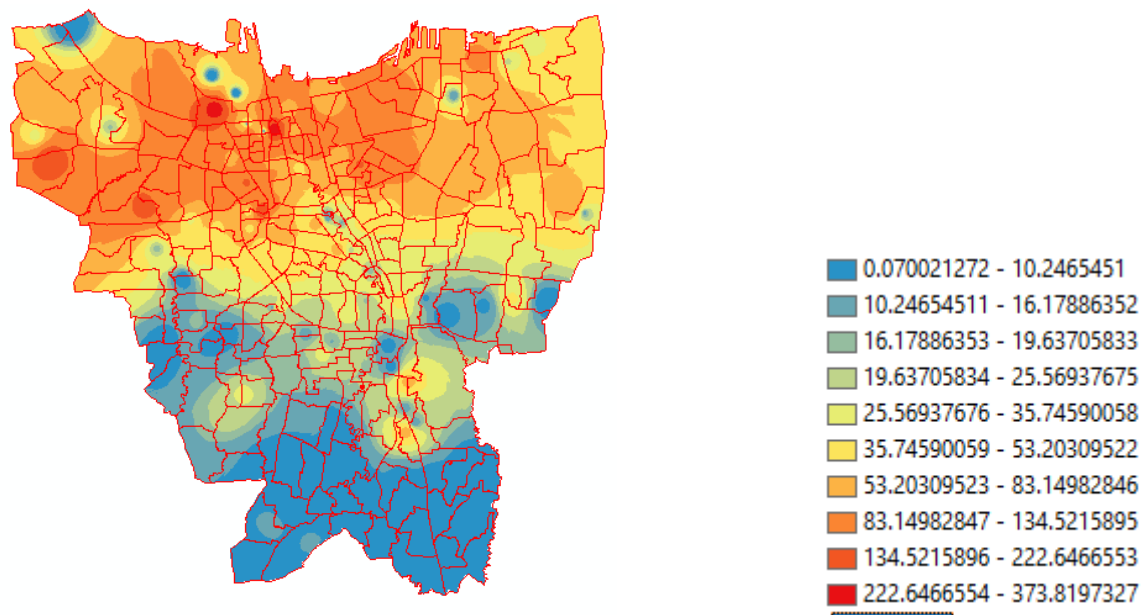 0.070021272 - 10.2465451
10.24654511 - 16.17886352
16.17886353 - 19.63705833
19.63705834 - 25.56937675
25.56937676 - 35.74590058
35.74590059 - 53.20309522
53.20309523 - 83.14982846
83.14982847 - 134.5215895
134.5215896 - 222.6466553
222.6466554 - 373.8197327